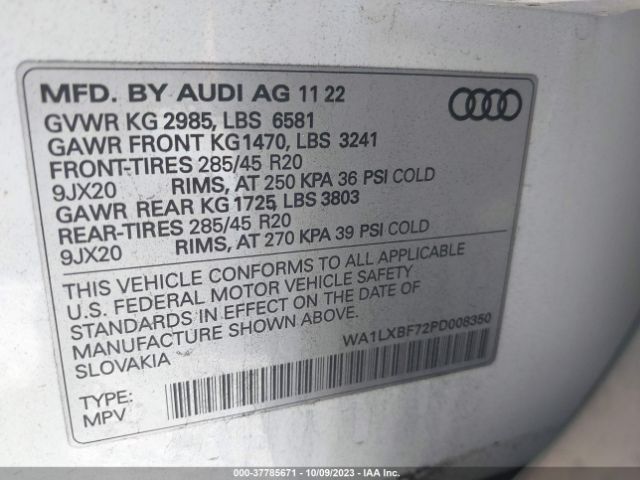 MFD. BY AUDI AG 11 22
GVWR KG 2985, LBS 6581
GAWR FRONT KG1470, LBS 3241
FRONT-TIRES 285/45 R20
9JX20 RIMS, AT 250 KPA 36 PSI COLD
GAWR REAR KG 1725, LBS 3803
REAR-TIRES 285/45 R20
9JX20 RIMS, AT 270 KPA 39 PSI COLD
THIS VEHICLE CONFORMS TO ALL APPLICABLE
U.S. FEDERAL MOTOR VEHICLE SAFETY
STANDARDS IN EFFECT ON THE DATE OF
MANUFACTURE SHOWN ABOVE.
SLOVAKIA
WA1LXBF72PD008350
TYPE:
MPV
000-37785671 - 10/09/2023 - IAA Inc.